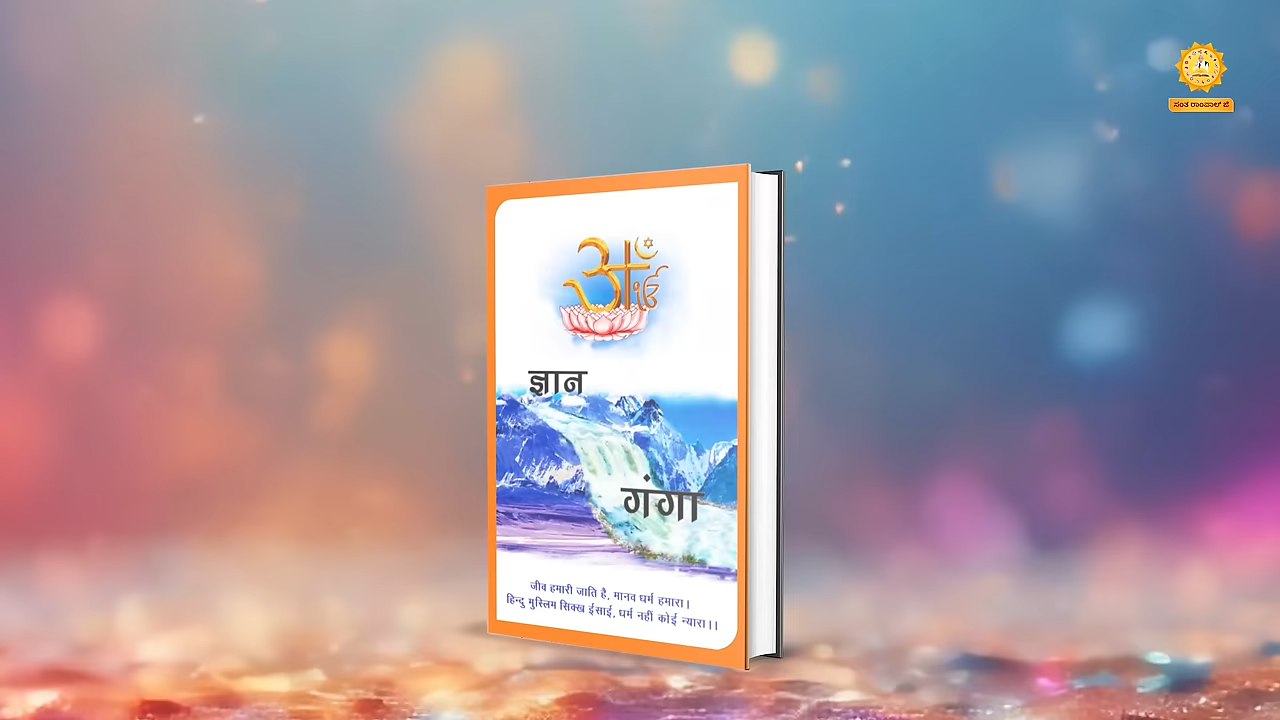 ज्ञान
गंगा
जीव हमारी जाति है, मानव धर्म हमारा।
हिन्दु मुस्लिम सिक्ख ईसाई, धर्म नहीं कोई न्यारा।।
ಸಂತ ರಾಂಪಾಲ್ ಜಿ